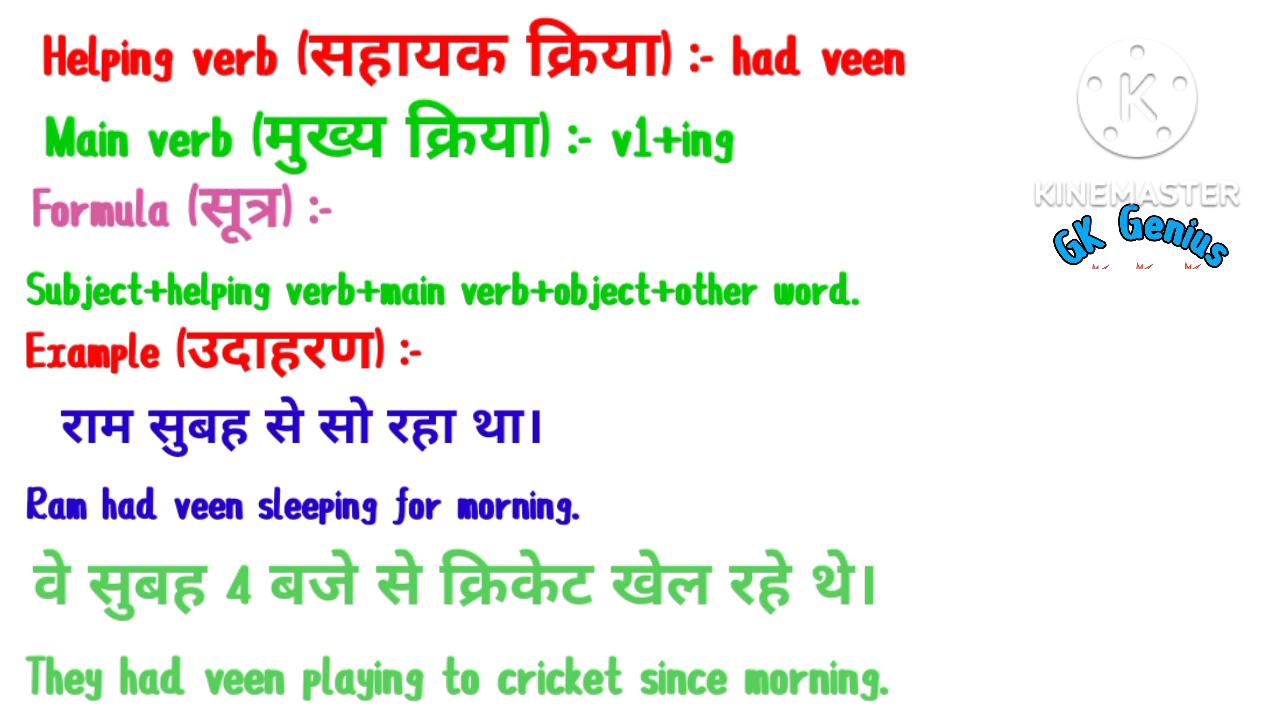 Helping verb (सहायक क्रिया) :- had veen
Main verb (मुख्य क्रिया) :- v1+ing
KINEMASTER
Formula (सूत्र) :-
GK Genius
Subject+helping verb+main verb+object+other word.
Example (उदाहरण) :-
राम सुबह से सो रहा था।
Ram had veen sleeping for morning.
वे सुबह 4 बजे से क्रिकेट खेल रहे थे।
They had veen playing to cricket since morning.